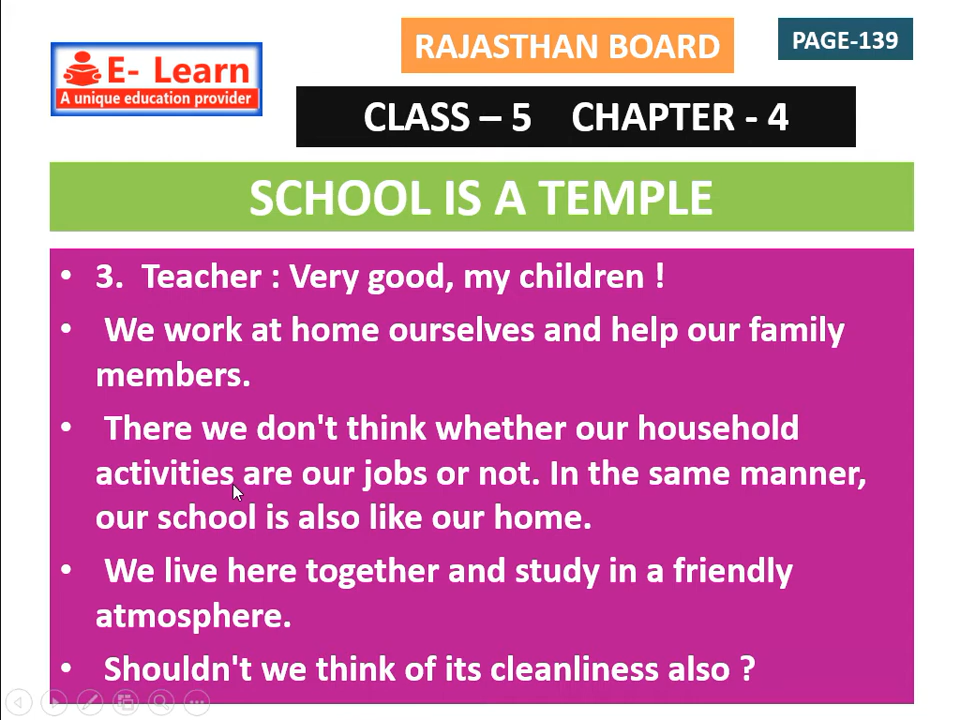 RAJASTHAN BOARD
PAGE-139
E- Learn
A unique education provider
CLASS – 5 CHAPTER - 4
SCHOOL IS A TEMPLE
• 3. Teacher : Very good, my children !
• We work at home ourselves and help our family
members.
• There we don't think whether our household
activities are our jobs or not. In the same manner,
our school is also like our home.
• We live here together and study in a friendly
atmosphere.
• Shouldn't we think of its cleanliness also ?